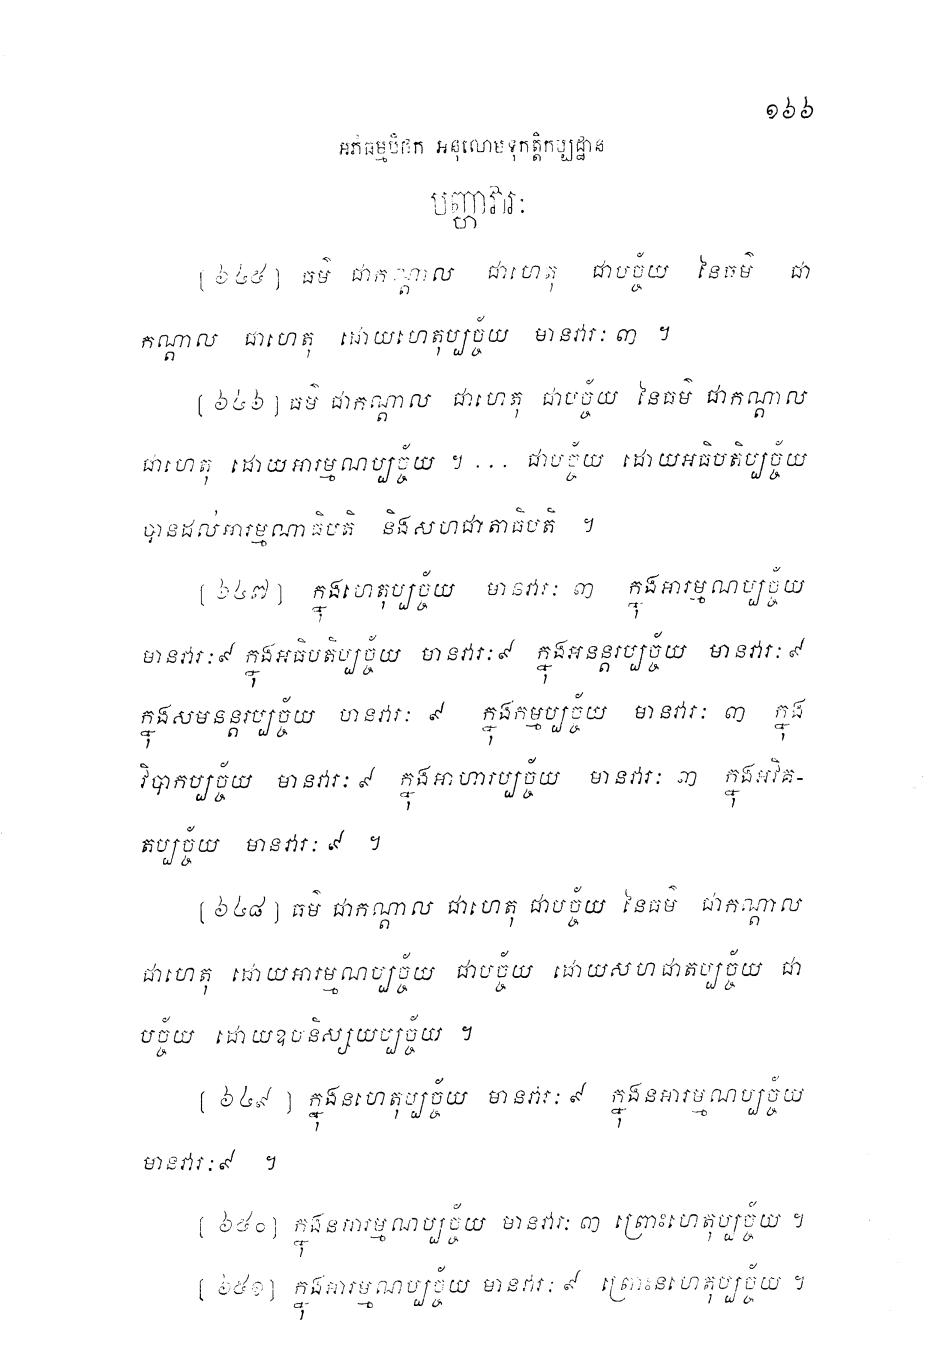 ១៦៦
អភិធម្មបិដក អនុលោមទុកត្តិកប្បដ្ឋាន
បញ្ហាវារៈ
[៦៤៥] ធម៌ ជាកណ្តាល ជាហេតុ ជាបច្ច័យ នៃធម៌ ជា
កណ្តាល ជាហេតុ ដោយហេតុប្បច្ច័យ មានវារៈ ៣ ។
[៦៤៦] ធម៌ ជាកណ្តាល ជាហេតុ ជាបច្ច័យ នៃធម៌ ជាកណ្តាល
ជាហេតុ ដោយអារម្មណប្បច្ច័យ ។ ... ជាបច្ច័យ ដោយអធិបតិប្បច្ច័យ
បានដល់អារម្មណាធិបតិ និងសហជាតាធិបតិ ។
[៦៤៧] ក្នុងហេតុប្បច្ច័យ មានវារៈ ៣ ក្នុងអារម្មណប្បច្ច័យ
មានវារៈ ៩ ក្នុងអធិបតិប្បច្ច័យ មានវារៈ ៩ ក្នុងអនន្តរប្បច្ច័យ មានវារៈ ៩
ក្នុងសមនន្តរប្បច្ច័យ មានវារៈ ៩ ក្នុងកម្មប្បច្ច័យ មានវារៈ ៣ ក្នុង
វិបាកប្បច្ច័យ មានវារៈ ៩ ក្នុងអាហារប្បច្ច័យ មានវារៈ ៣ ក្នុងអវិគ-
តប្បច្ច័យ មានវារៈ ៩ ។
[៦៤៨] ធម៌ ជាកណ្តាល ជាហេតុ ជាបច្ច័យ នៃធម៌ ជាកណ្តាល
ជាហេតុ ដោយអារម្មណប្បច្ច័យ ជាបច្ច័យ ដោយសហជាតប្បច្ច័យ ជា
បច្ច័យ ដោយឧបនិស្សយប្បច្ច័យ ។
[៦៤៩] ក្នុងនហេតុប្បច្ច័យ មានវារៈ ៩ ក្នុងនអារម្មណប្បច្ច័យ
មានវារៈ ៩ ។
[៦៥០] ក្នុងនអារម្មណប្បច្ច័យ មានវារៈ ៣ ព្រោះហេតុប្បច្ច័យ ។
[៦៥១] ក្នុងអារម្មណប្បច្ច័យ មានវារៈ ៩ ព្រោះនហេតុប្បច្ច័យ ។